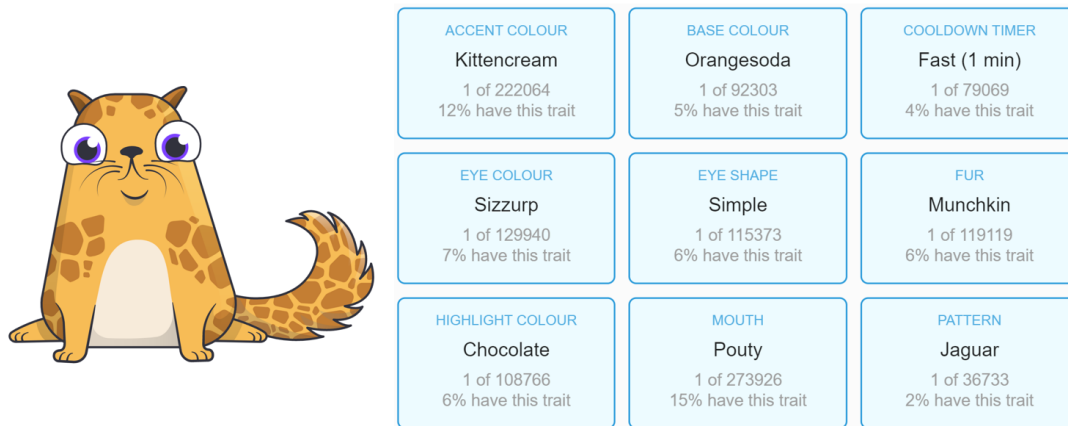 ACCENT COLOUR
Kittencream
1 of 222064
12% have this trait
BASE COLOUR
Orangesoda
1 of 92303
5% have this trait
COOLDOWN TIMER
Fast (1 min)
1 of 79069
4% have this trait
EYE COLOUR
Sizzurp
1 of 129940
7% have this trait
EYE SHAPE
Simple
1 of 115373
6% have this trait
FUR
Munchkin
1 of 119119
6% have this trait
HIGHLIGHT COLOUR
Chocolate
1 of 108766
6% have this trait
MOUTH
Pouty
1 of 273926
15% have this trait
PATTERN
Jaguar
1 of 36733
2% have this trait